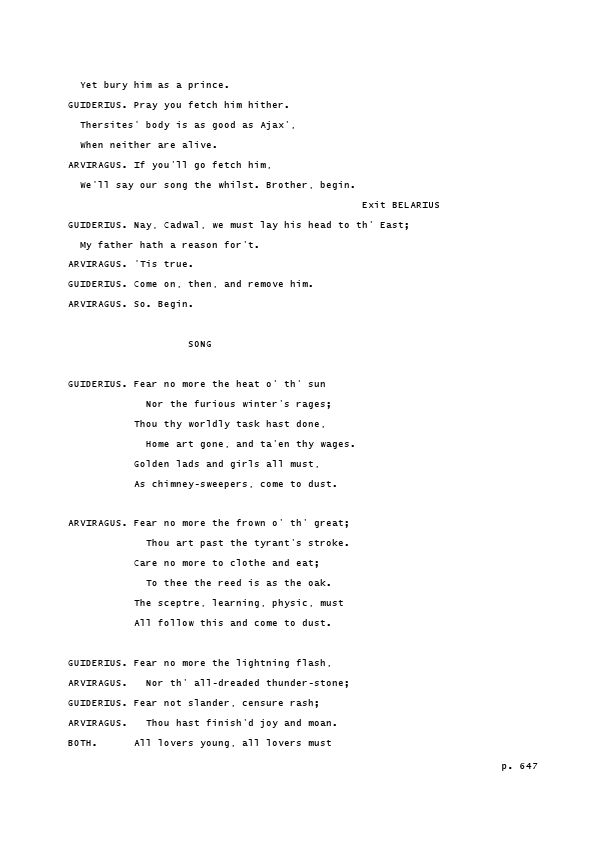 Yet bury him as a prince.
GUIDERIUS. Pray you fetch him hither.
Thersites' body is as good as Ajax',
When neither are alive.
ARVIRAGUS. If you'll go fetch him,
We'll say our song the whilst. Brother, begin.
Exit BELARIUS
GUIDERIUS. Nay, Cadwal, we must lay his head to th' East;
My father hath a reason for't.
ARVIRAGUS. 'Tis true.
GUIDERIUS. Come on, then, and remove him.
ARVIRAGUS. So. Begin.
SONG
GUIDERIUS. Fear no more the heat o' th' sun
Nor the furious winter's rages;
Thou thy worldly task hast done,
Home art gone, and ta'en thy wages.
Golden lads and girls all must,
As chimney-sweepers, come to dust.
ARVIRAGUS. Fear no more the frown o' th' great;
Thou art past the tyrant's stroke.
Care no more to clothe and eat;
To thee the reed is as the oak.
The sceptre, learning, physic, must
All follow this and come to dust.
GUIDERIUS. Fear no more the lightning flash,
ARVIRAGUS. Nor th' all-dreaded thunder-stone;
GUIDERIUS. Fear not slander, censure rash;
ARVIRAGUS. Thou hast finish'd joy and moan.
BOTH. All lovers young, all lovers must
p. 647